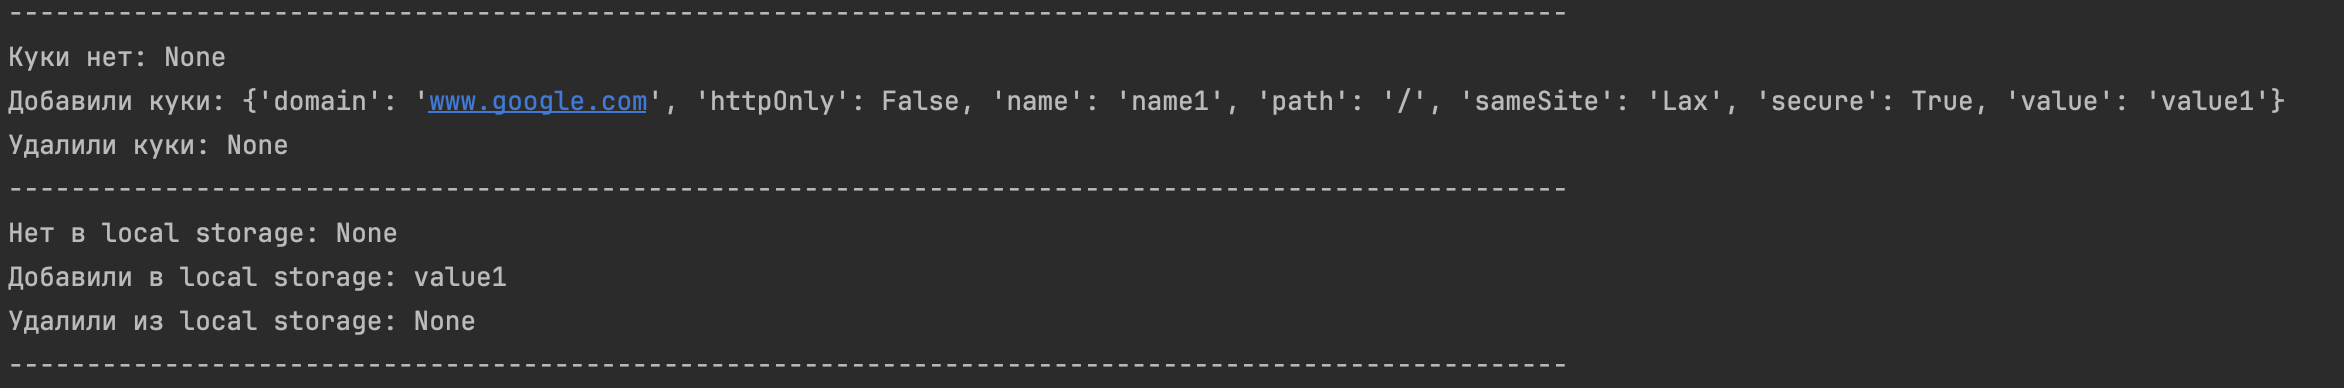 ----------------------------------------------------------------------------------------------------
Куки нет: None
Добавили куки: {'domain': 'www.google.com', 'httpOnly': False, 'name': 'name1', 'path': '/', 'sameSite': 'Lax', 'secure': True, 'value': 'value1'}
Удалили куки: None
----------------------------------------------------------------------------------------------------
Нет в local storage: None
Добавили в local storage: value1
Удалили из local storage: None
----------------------------------------------------------------------------------------------------